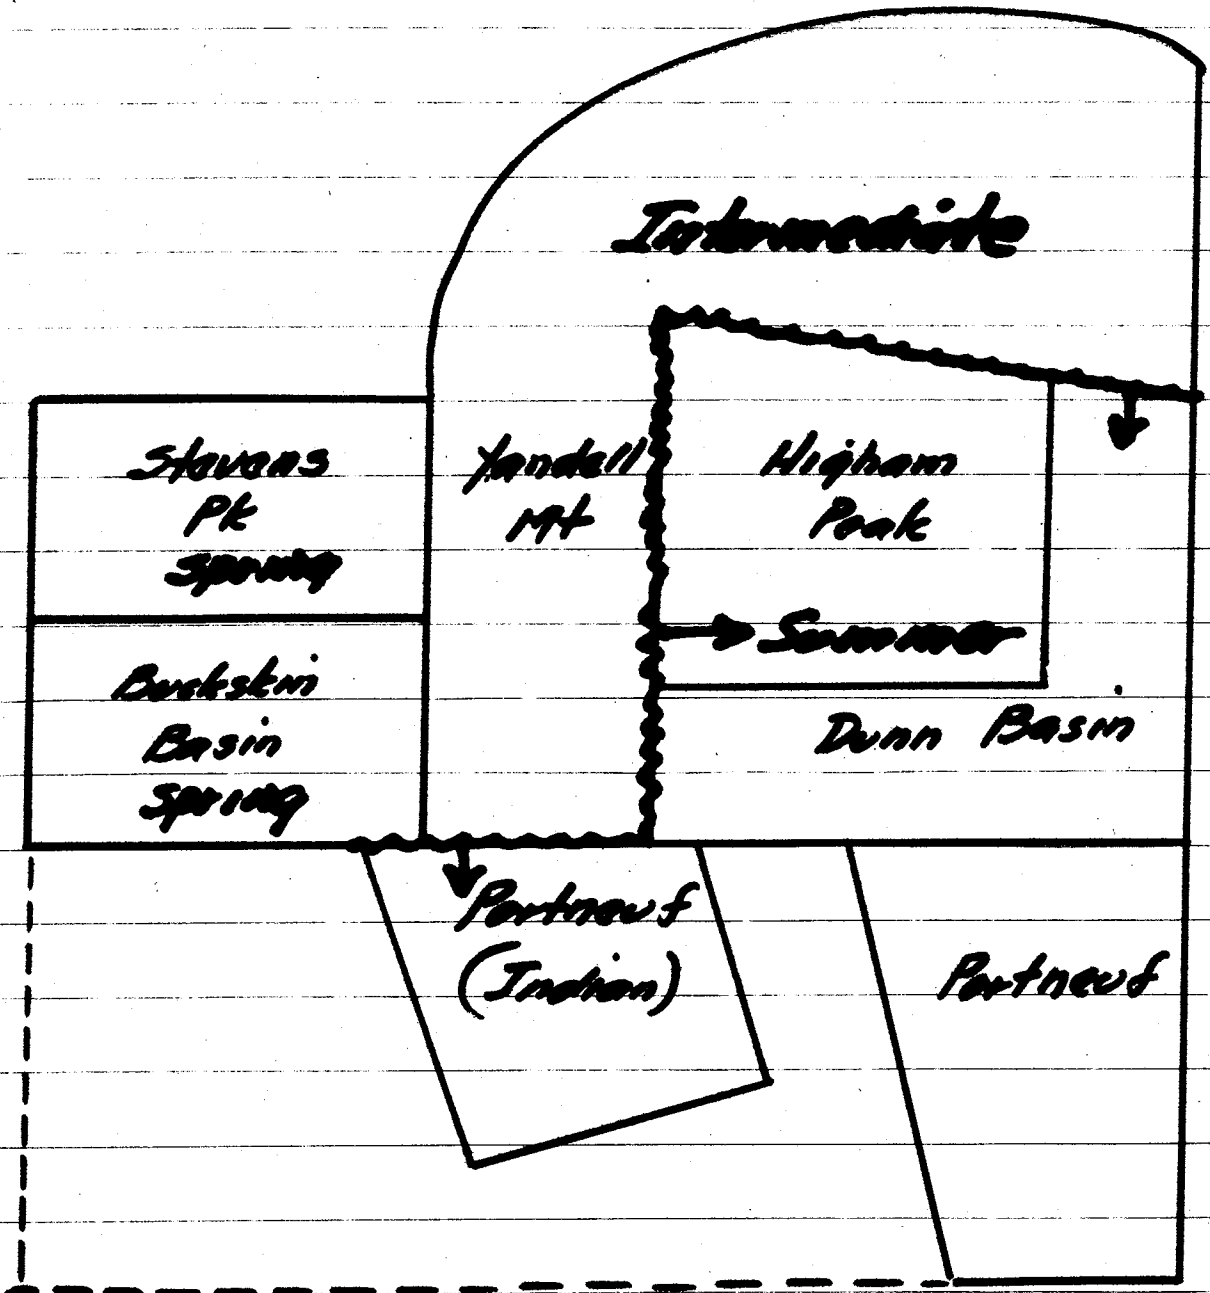 Intermediate
Stevens
Pk
spring
Yandell
Mt
Higham
Peak
Summer
Buckskin
Basin
spring
Dunn Basin
Portneuf
(Indian)
Portneuf